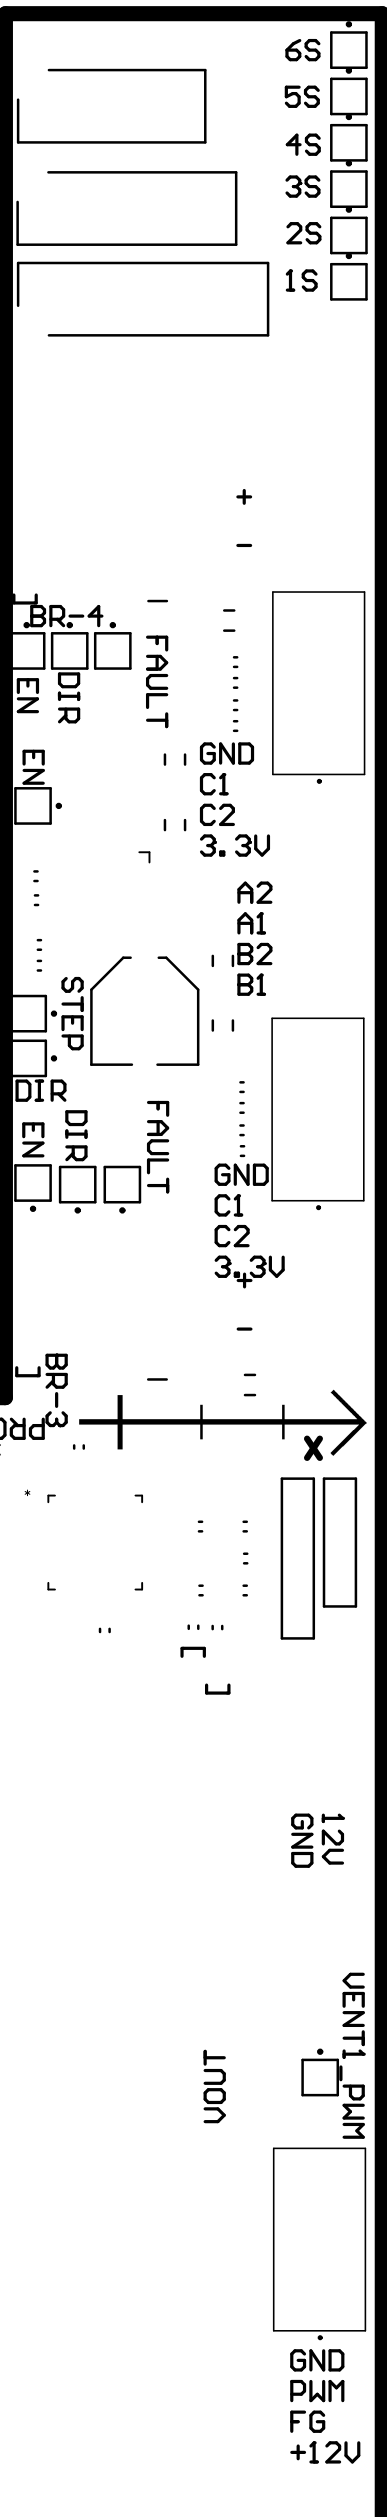 6S
5S
4S
3S
2S
1S
+
-
BR-4
EN
DIR
FAULT
EN
GND
C1
C2
3.3V
A2
A1
B2
B1
STEP
DIR
EN
DIR
FAULT
GND
C1
C2
3.3V
+
-
BR-3
X
*
12V
GND
VENT1_PWM
VOUT
GND
PWM
FG
+12V